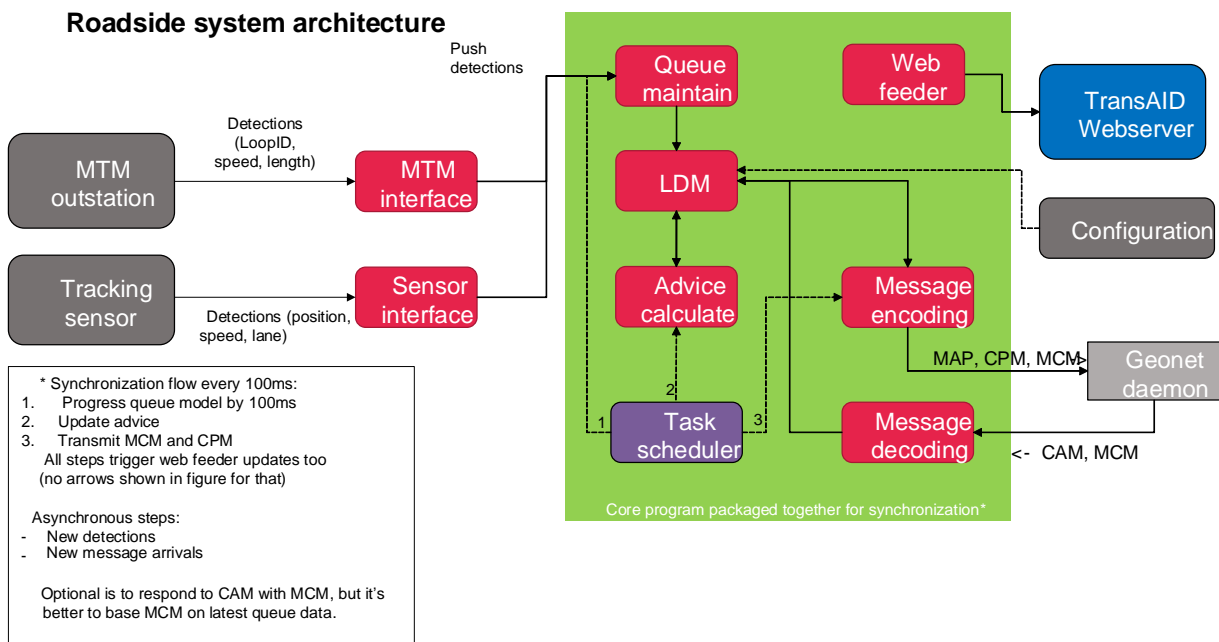 Roadside system architecture
Push
detections
Queue
maintain
Web
feeder
TransAID
Webserver
Detections
(LoopID,
speed, length)
MTM
outstation
MTM
interface
LDM
Configuration
Tracking
sensor
Sensor
interface
Advice
calculate
Message
encoding
Detections (position,
speed, lane)
MAP, CPM, MCM->
Geonet
daemon
2
1
3
Task
scheduler
Message
decoding
<- CAM, MCM
Core program packaged together for synchronization*
* Synchronization flow every 100ms:
1. Progress queue model by 100ms
2. Update advice
3. Transmit MCM and CPM
All steps trigger web feeder updates too
(no arrows shown in figure for that)
Asynchronous steps:
- New detections
- New message arrivals
Optional is to respond to CAM with MCM, but it's
better to base MCM on latest queue data.